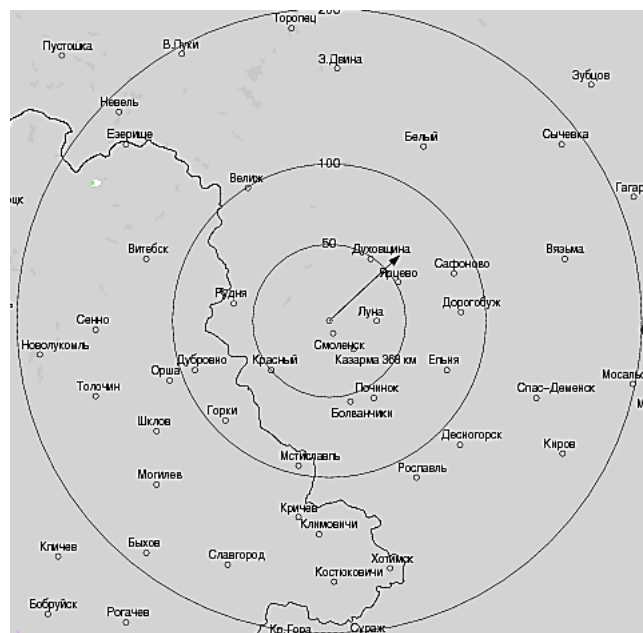 200
Торопец
Пустошка
В.Луки
З.Двина
Зубцов
Невель
Езерище
Белый
Сычевка
100
Велиж
Гагар
цк
50
Духовщина
Витебск
Вязьма
Сафоново
Ярцево
Рудня
Дорогобуж
Луна
Сенно
Смоленск
Новолукомль
Дубровно
Красный
Казарма 368 км
Ельня
Орша
Мосальс
Толочин
Починок
Спас-Деменск
Болванчики
Горки
Шклов
Десногорск
Киров
Мстиславль
Рославль
Могилев
Кричев
Климовичи
Кличев
Быхов
Славгород
Хотимск
Костюковичи
Бобруйск
Рогачев
Кр.Гора
Сураж